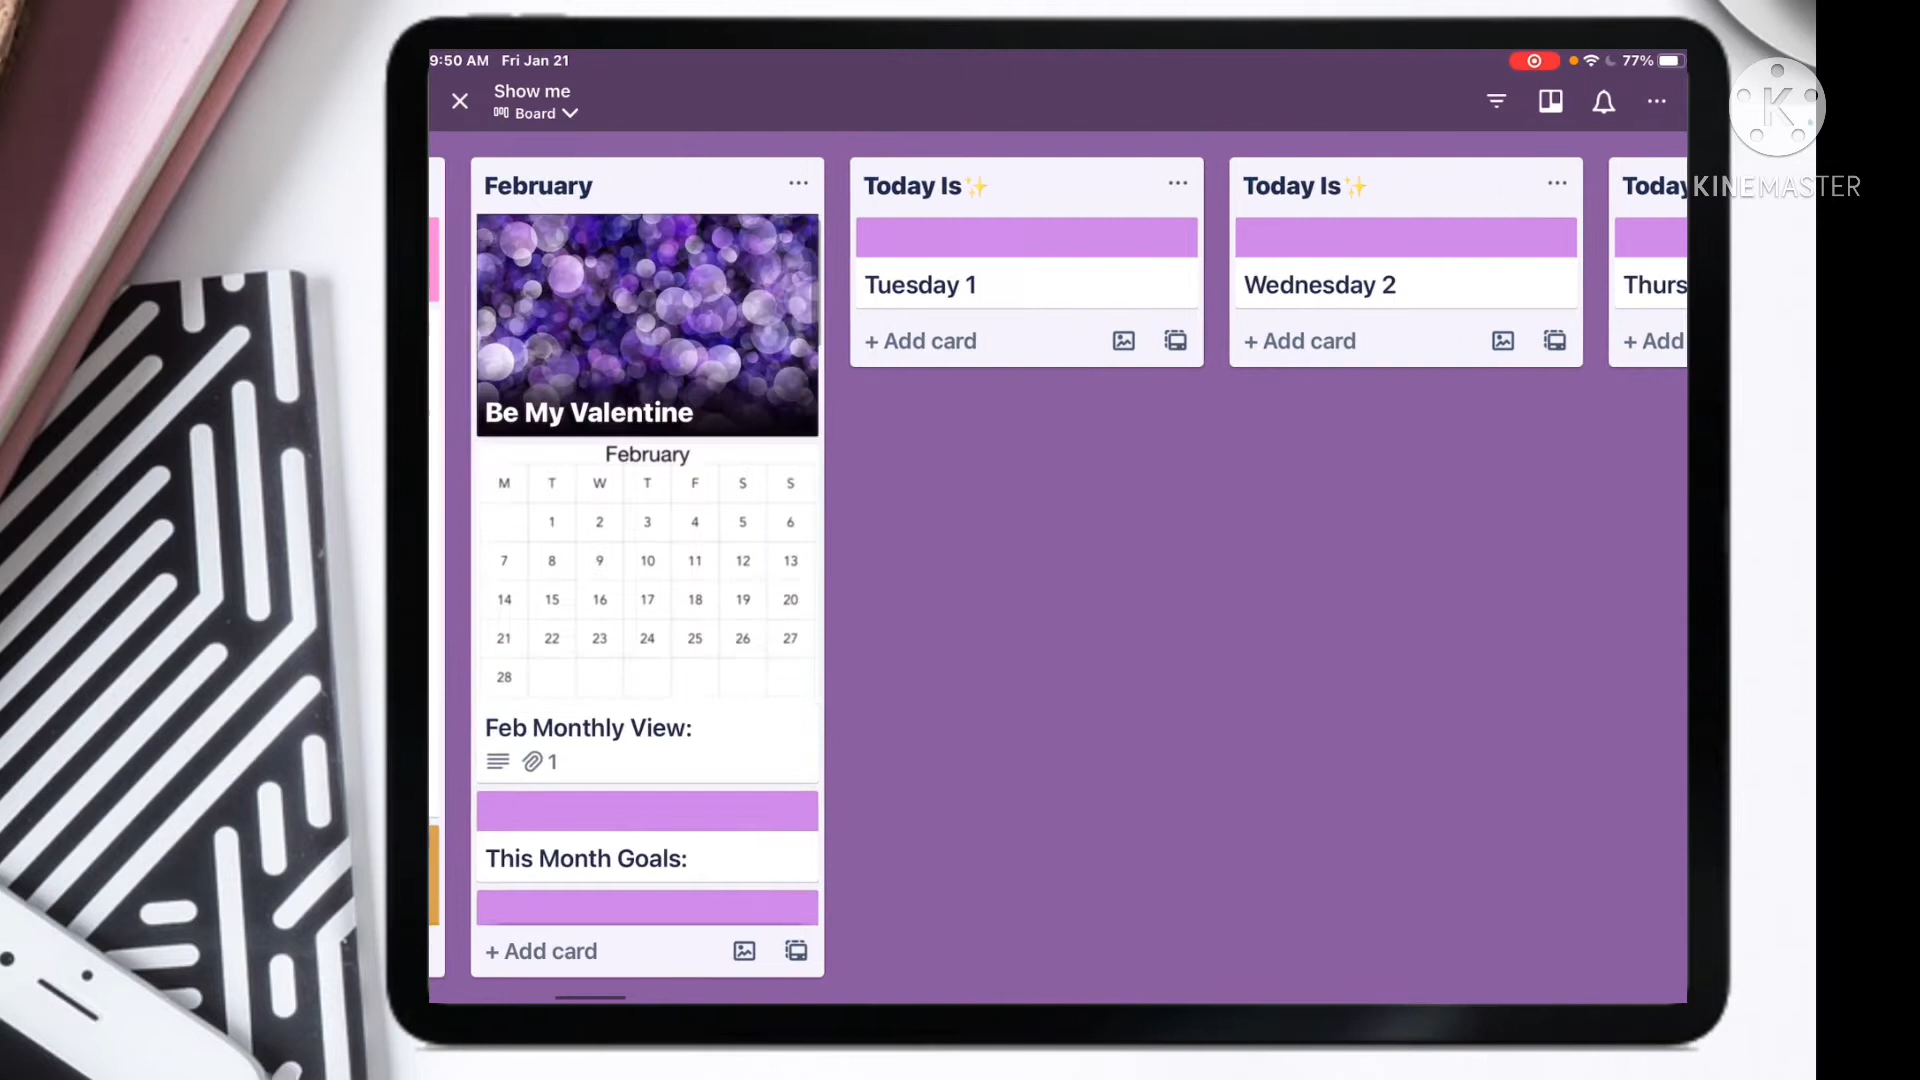 9:50 AM Fri Jan 21
77%
Show me
Board
KINEMASTER
February
Be My Valentine
February
M T W T F S S
1 2 3 4 5 6
7 8 9 10 11 12 13
14 15 16 17 18 19 20
21 22 23 24 25 26 27
28
Feb Monthly View:
1
This Month Goals:
+ Add card
Today Is✨
Tuesday 1
+ Add card
Today Is✨
Wednesday 2
+ Add card
Today
Thurs
+ Add
K